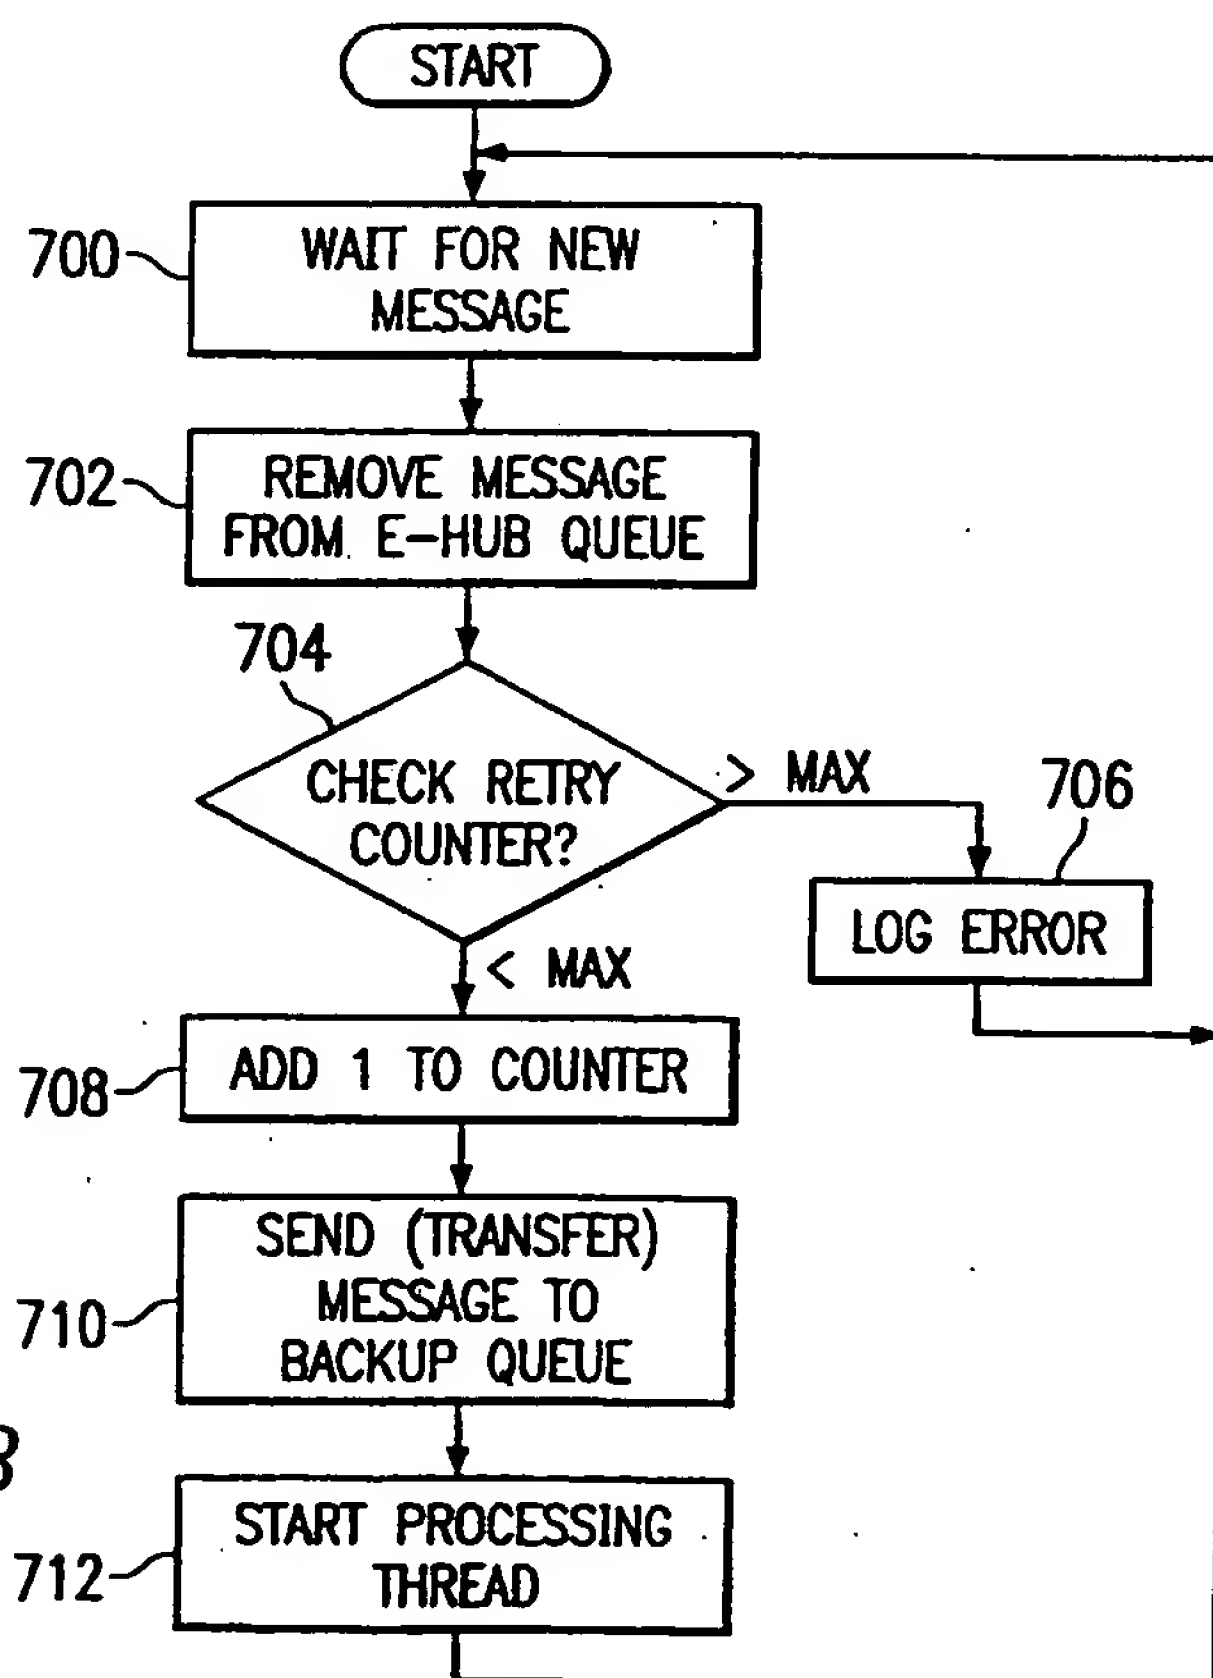 START
700
WAIT FOR NEW
MESSAGE
702
REMOVE MESSAGE
FROM E-HUB QUEUE
704
CHECK RETRY
COUNTER?
> MAX
706
LOG ERROR
< MAX
708
ADD 1 TO COUNTER
710
SEND (TRANSFER)
MESSAGE TO
BACKUP QUEUE
712
START PROCESSING
THREAD